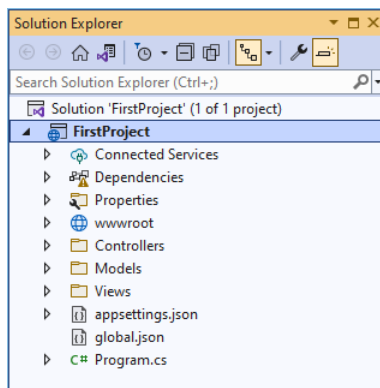 Solution Explorer
Search Solution Explorer (Ctrl+;)
Solution 'FirstProject' (1 of 1 project)
FirstProject
Connected Services
Dependencies
Properties
wwwroot
Controllers
Models
Views
appsettings.json
global.json
C# Program.cs